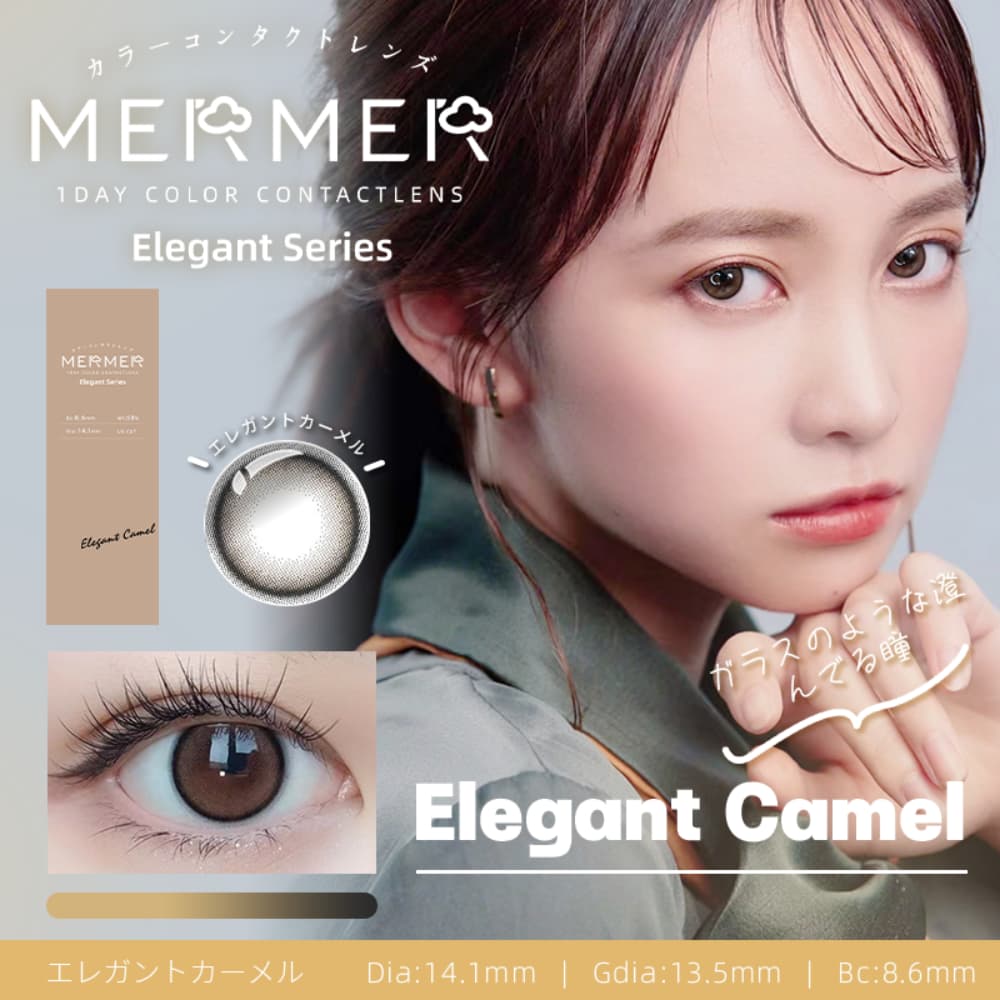 カラーコンタクトレンズ
MERMER
1DAY COLOR CONTACTLENS
Elegant Series
MERMER
Elegant Series
Elegant Camel
エレガントカーメル
ガラスのような澄
んでる瞳
Elegant Camel
エレガントカーメル Dia:14.1mm | Gdia:13.5mm | Bc:8.6mm